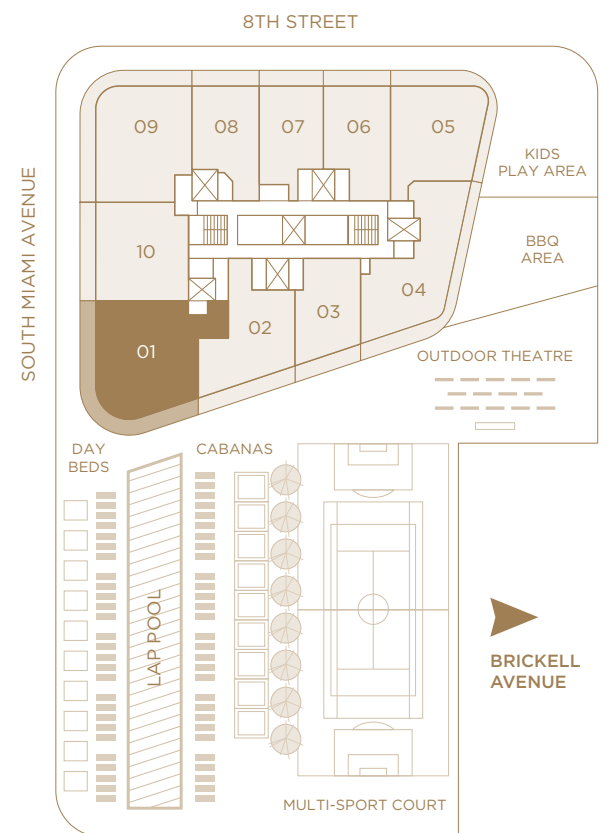 8TH STREET
SOUTH MIAMI AVENUE
09
08
07
06
05
KIDS
PLAY AREA
10
BBQ
AREA
04
03
02
01
OUTDOOR THEATRE
DAY
BEDS
CABANAS
LAP POOL
BRICKELL
AVENUE
MULTI-SPORT COURT